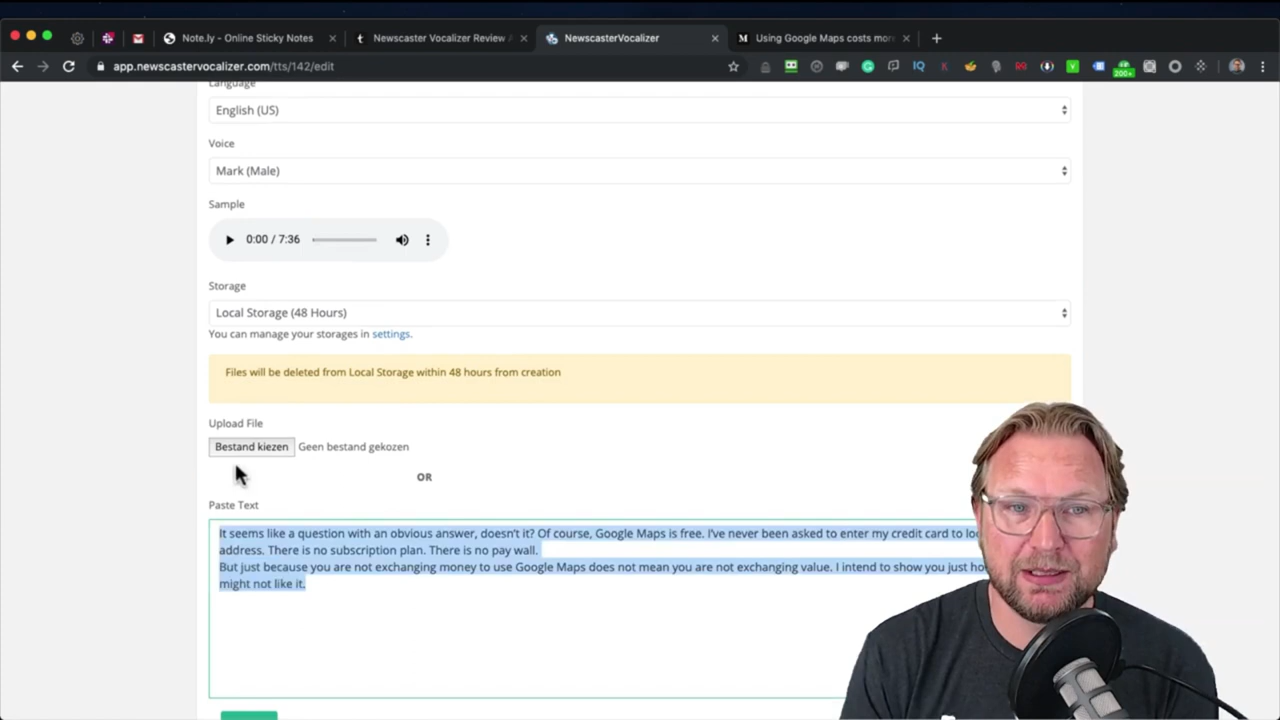 Note.ly - Online Sticky Notes
Newscaster Vocalizer Review
NewscasterVocalizer
Using Google Maps costs mor
app.newscastervocalizer.com/tts/142/edit
200+
Language
English (US)
Voice
Mark (Male)
Sample
0:00 / 7:36
Storage
Local Storage (48 Hours)
You can manage your storages in settings.
Files will be deleted from Local Storage within 48 hours from creation
Upload File
Bestand kiezen Geen bestand gekozen
OR
Paste Text
It seems like a question with an obvious answer, doesn't it? Of course, Google Maps is free. I've never been asked to enter my credit card to lo
address. There is no subscription plan. There is no pay wall.
But just because you are not exchanging money to use Google Maps does not mean you are not exchanging value. I intend to show you just ho
might not like it.